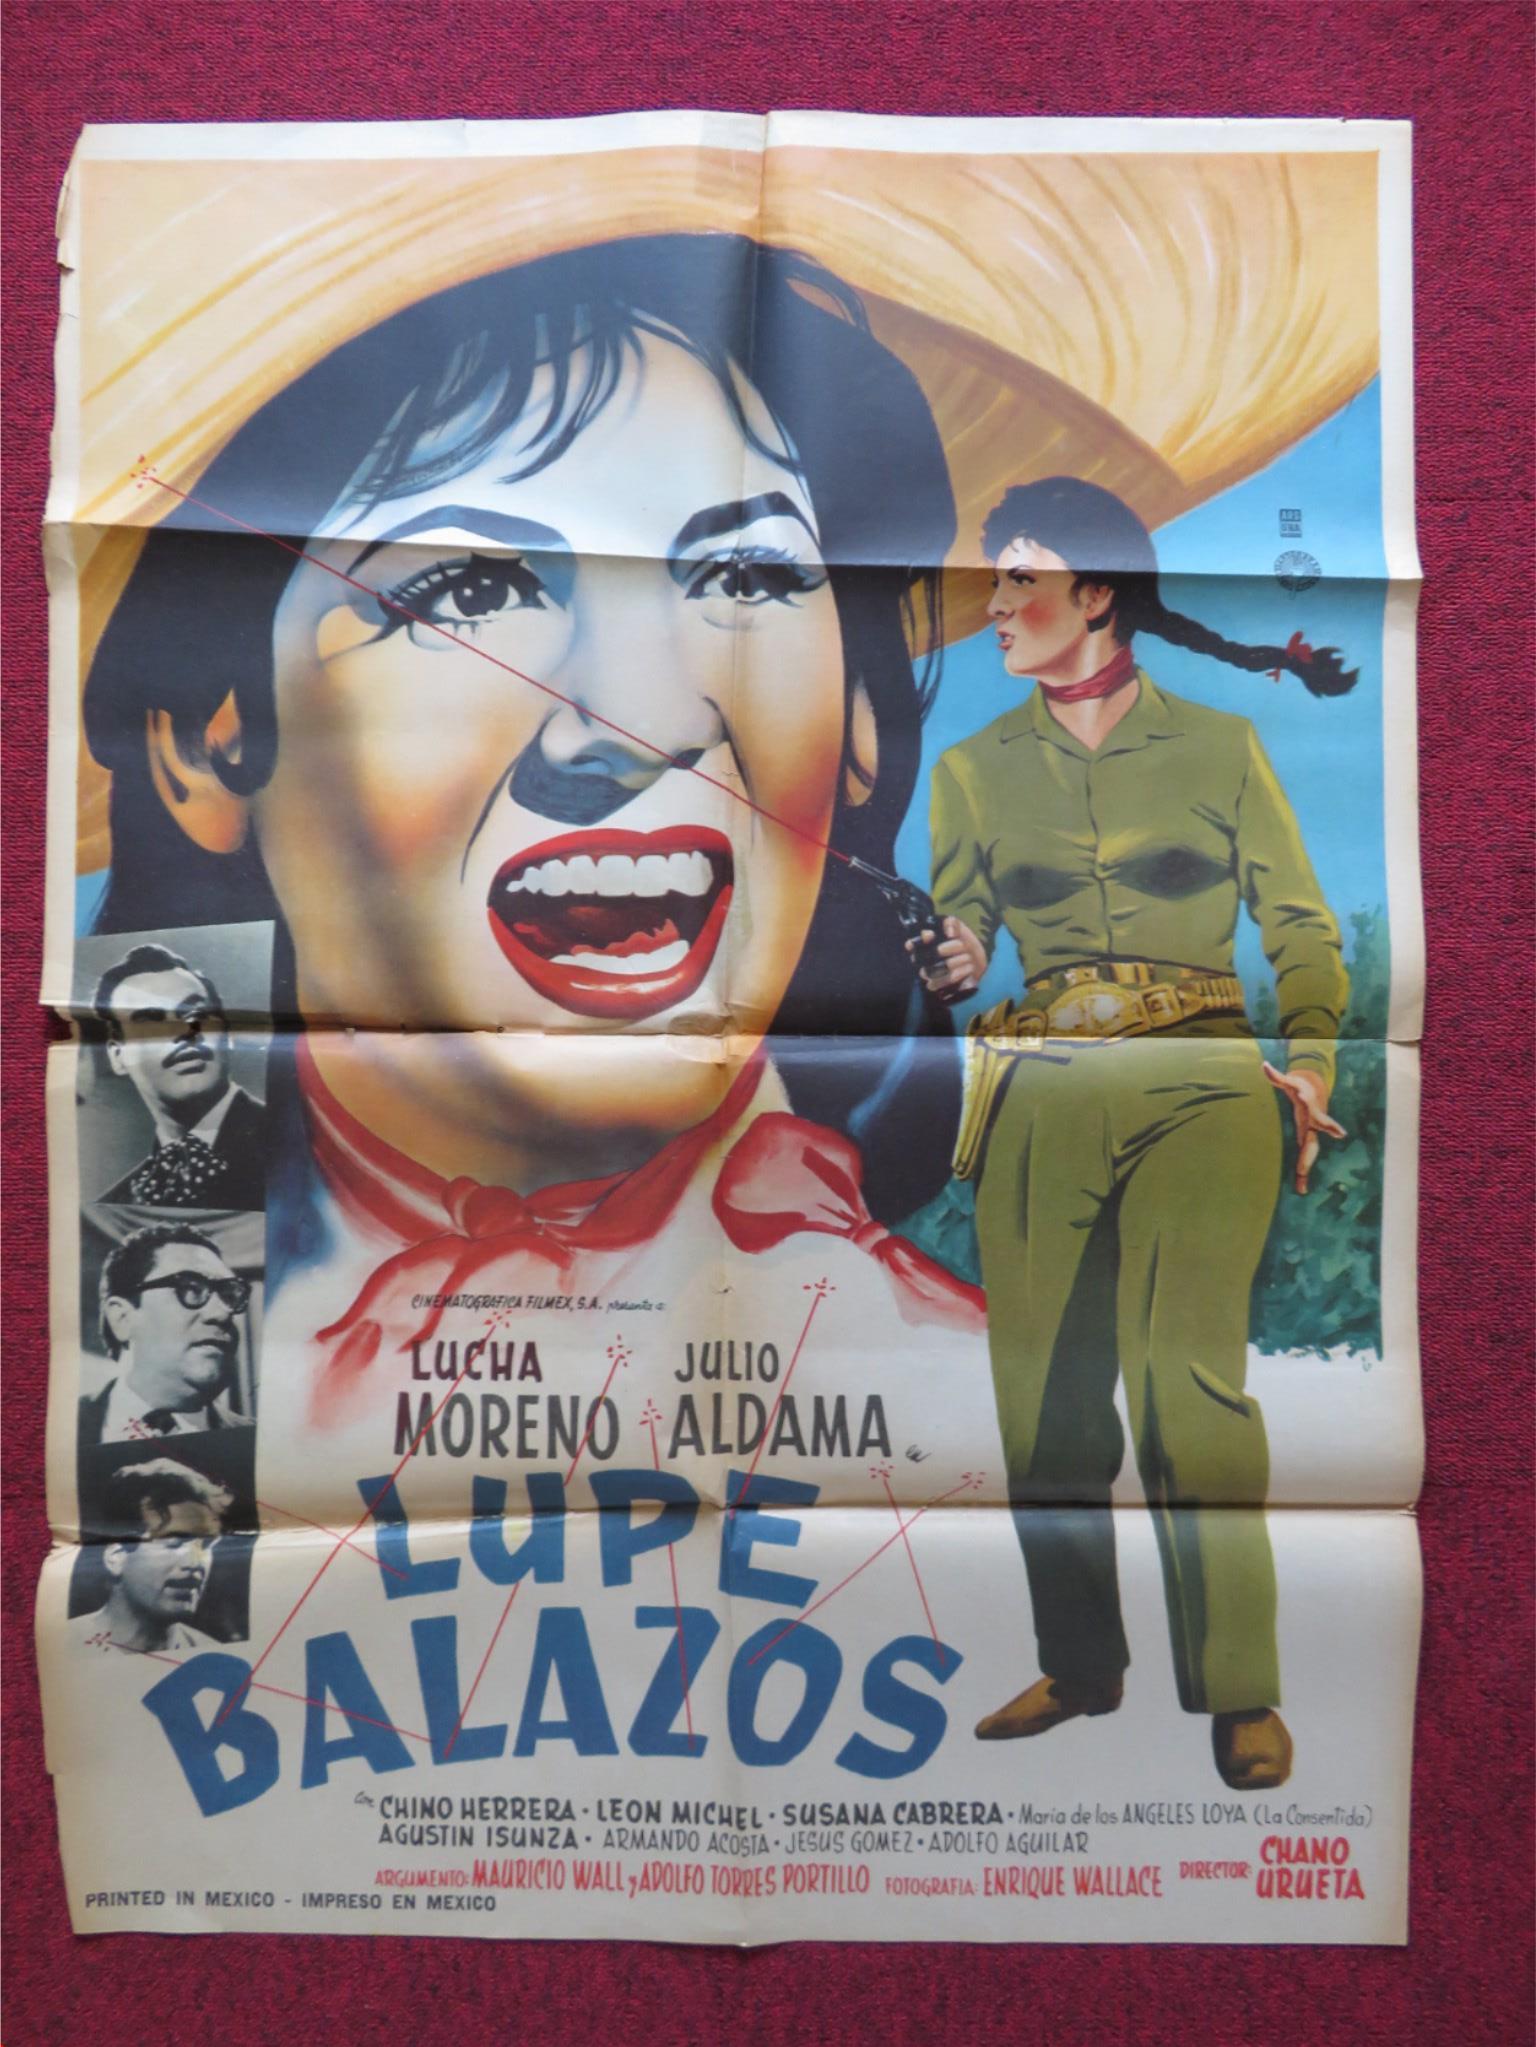 CINEMATOGRAFICA FILMEX, S.A. presenta a:
LUCHA JULIO
MORENO ALDAMA en
LUPE
BALAZOS
con CHINO HERRERA · LEON MICHEL · SUSANA CABRERA · Maria de los ANGELES LOYA (La Consentida)
AGUSTIN ISUNZA · ARMANDO ACOSTA · JESUS GOMEZ · ADOLFO AGUILAR
ARGUMENTO: MAURICIO WALL y ADOLFO TORRES PORTILLO FOTOGRAFIA: ENRIQUE WALLACE DIRECTOR: CHANO URUETA
PRINTED IN MEXICO - IMPRESO EN MEXICO